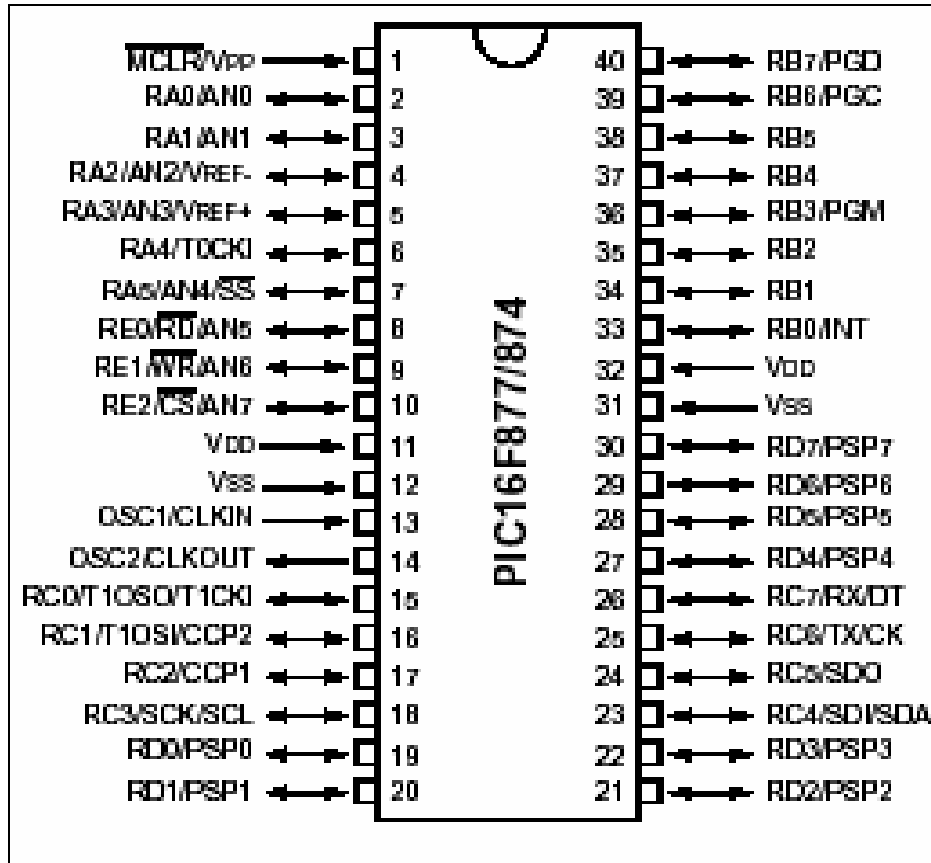 MCLR/VPP 1 40 RB7/PGD
RA0/AN0 2 39 RB6/PGC
RA1/AN1 3 38 RB5
RA2/AN2/VREF- 4 37 RB4
RA3/AN3/VREF+ 5 36 RB3/PGM
RA4/T0CKI 6 35 RB2
RA5/AN4/SS 7 34 RB1
RE0/RD/AN5 8 33 RB0/INT
RE1/WR/AN6 9 32 VDD
RE2/CS/AN7 10 31 VSS
VDD 11 30 RD7/PSP7
VSS 12 29 RD6/PSP6
OSC1/CLKIN 13 28 RD5/PSP5
OSC2/CLKOUT 14 27 RD4/PSP4
RC0/T1OSO/T1CKI 15 26 RC7/RX/DT
RC1/T1OSI/CCP2 16 25 RC6/TX/CK
RC2/CCP1 17 24 RC5/SDO
RC3/SCK/SCL 18 23 RC4/SDI/SDA
RD0/PSP0 19 22 RD3/PSP3
RD1/PSP1 20 21 RD2/PSP2
PIC16F877/874